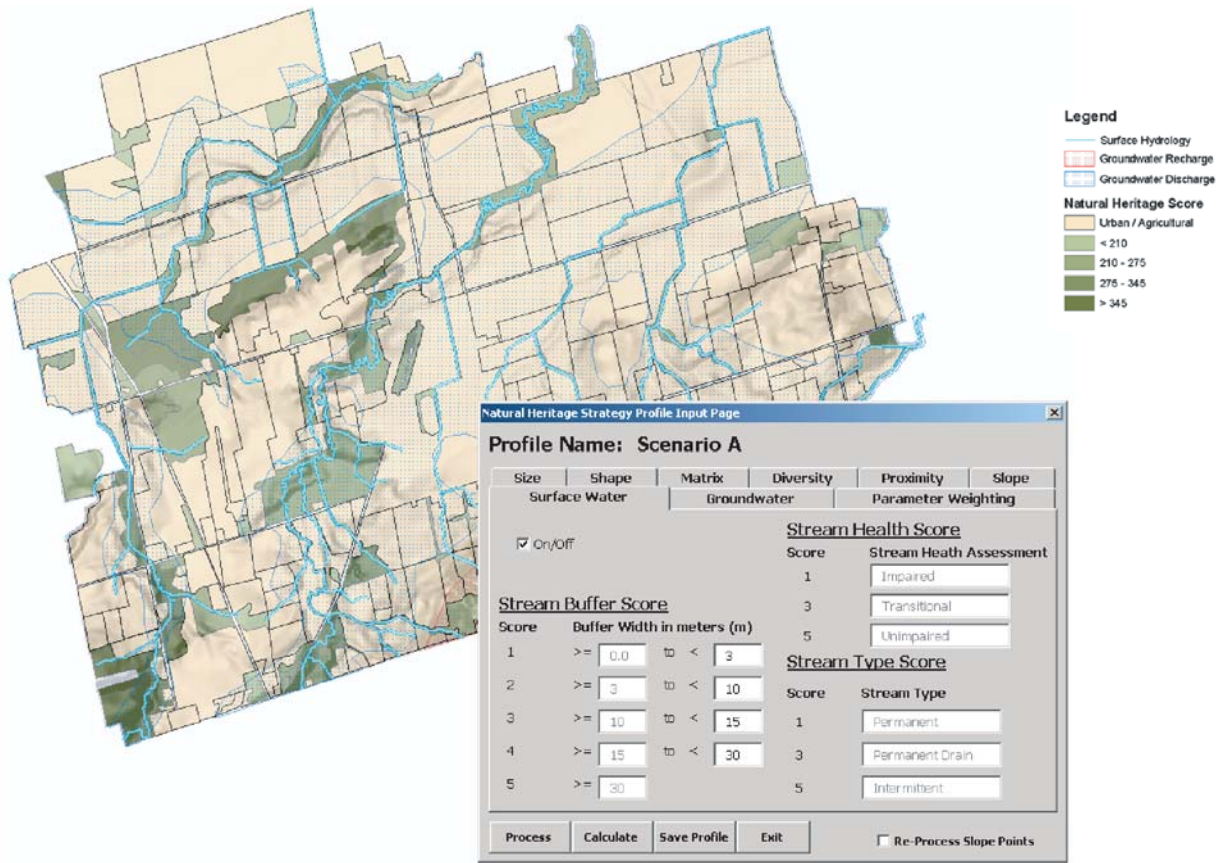 Legend
Surface Hydrology
Groundwater Recharge
Groundwater Discharge
Natural Heritage Score
Urban / Agricultural
< 210
210 - 275
275 - 345
> 345
Natural Heritage Strategy Profile Input Page
Profile Name: Scenario A
Size Shape Matrix Diversity Proximity Slope
Surface Water Groundwater Parameter Weighting
On/Off
Stream Buffer Score
Score Buffer Width in meters (m)
1 >= 0.0 to < 3
2 >= 3 to < 10
3 >= 10 to < 15
4 >= 15 to < 30
5 >= 30
Stream Health Score
Score Stream Heath Assessment
1 Impaired
3 Transitional
5 Unimpaired
Stream Type Score
Score Stream Type
1 Permanent
3 Permanent Drain
5 Intermittent
Process Calculate Save Profile Exit Re-Process Slope Points